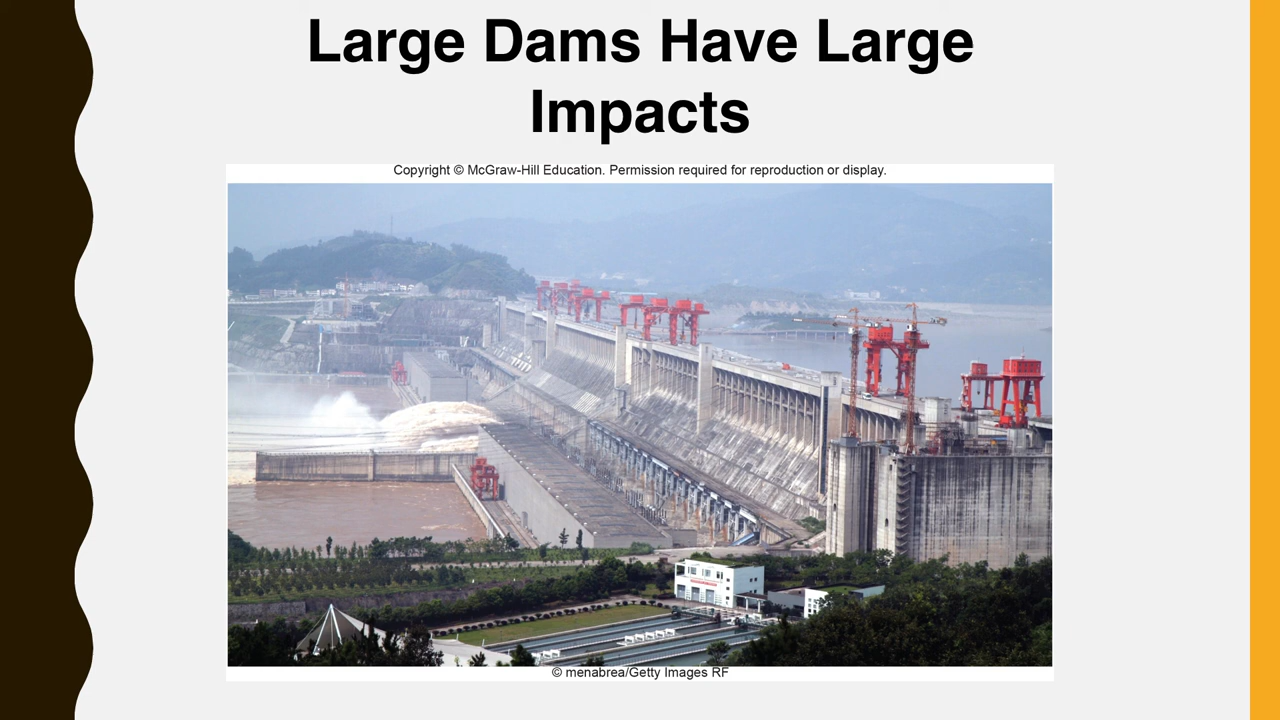 Large Dams Have Large
Impacts
Copyright © McGraw-Hill Education. Permission required for reproduction or display.
© menabrea/Getty Images RF